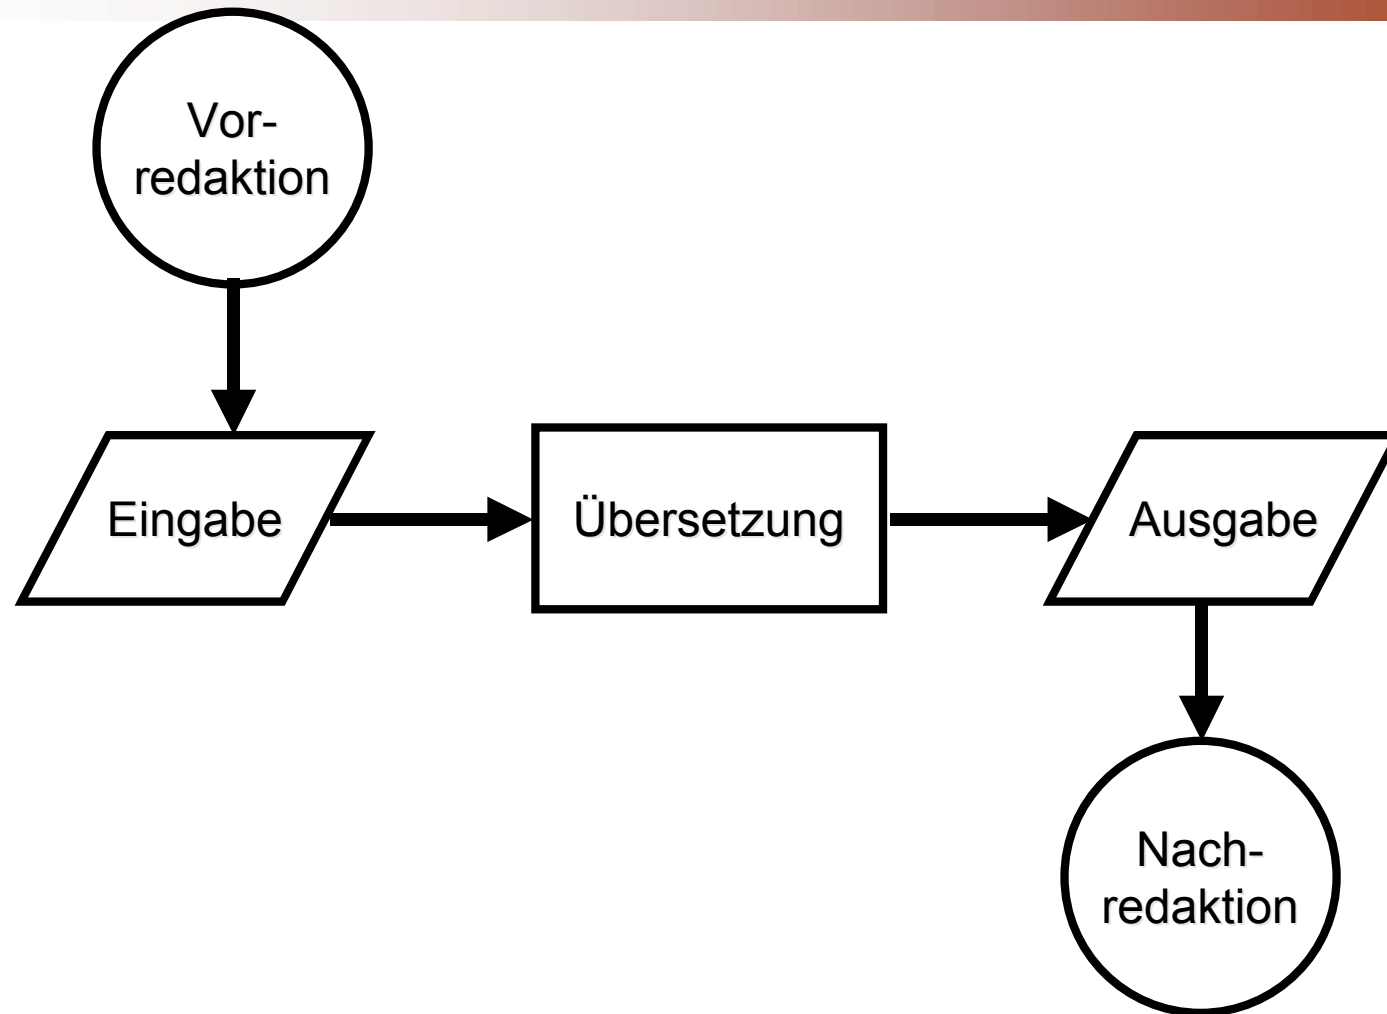 Vor-
redaktion
Eingabe
Übersetzung
Ausgabe
Nach-
redaktion